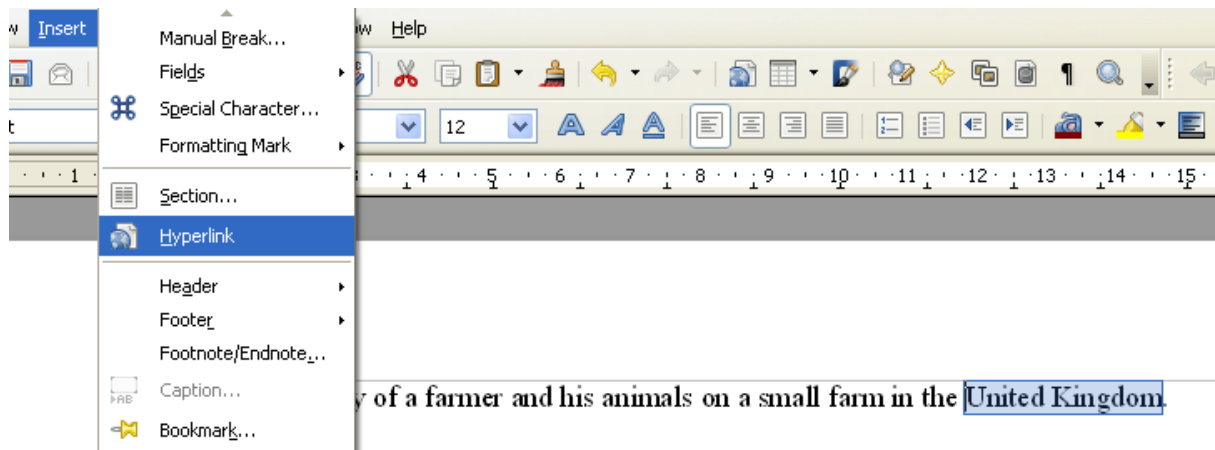 w Insert ow Help
Manual Break...
Fields
Special Character...
t 12
Formatting Mark
1 4 5 6 7 8 9 10 11 12 13 14 15
Section...
Hyperlink
Header
Footer
Footnote/Endnote...
Caption...
y of a farmer and his animals on a small farm in the United Kingdom.
Bookmark...